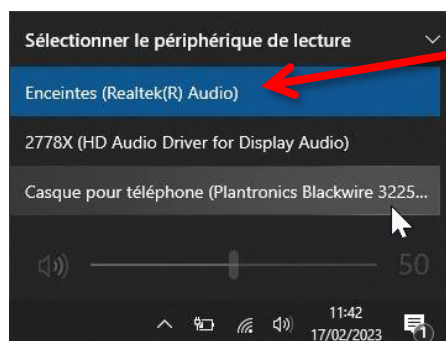 Sélectionner le périphérique de lecture
Enceintes (Realtek(R) Audio)
2778X (HD Audio Driver for Display Audio)
Casque pour téléphone (Plantronics Blackwire 3225...
50
11:42
17/02/2023
1